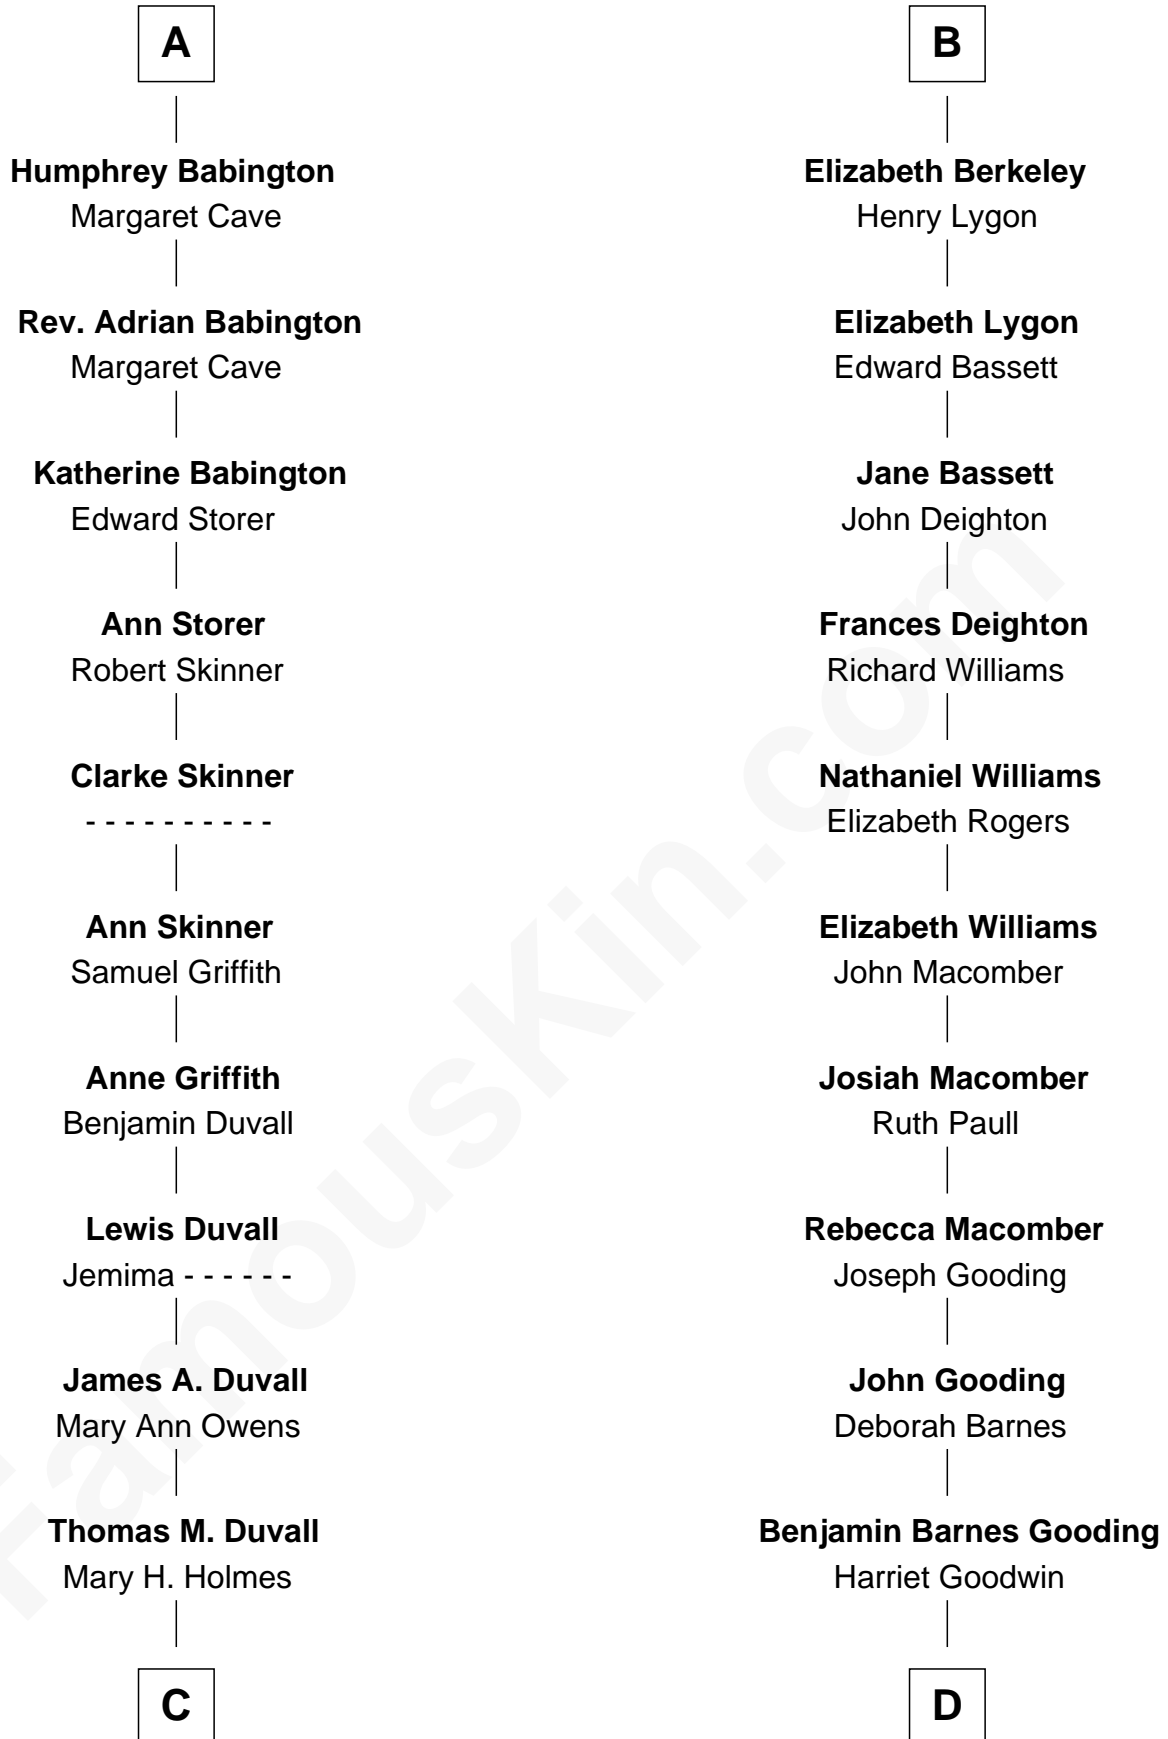 A
Humphrey Babington
Margaret Cave
Rev. Adrian Babington
Margaret Cave
Katherine Babington
Edward Storer
Ann Storer
Robert Skinner
Clarke Skinner
- - - - - - - - - -
Ann Skinner
Samuel Griffith
Anne Griffith
Benjamin Duvall
Lewis Duvall
Jemima - - - - - -
James A. Duvall
Mary Ann Owens
Thomas M. Duvall
Mary H. Holmes
C
B
Elizabeth Berkeley
Henry Lygon
Elizabeth Lygon
Edward Bassett
Jane Bassett
John Deighton
Frances Deighton
Richard Williams
Nathaniel Williams
Elizabeth Rogers
Elizabeth Williams
John Macomber
Josiah Macomber
Ruth Paull
Rebecca Macomber
Joseph Gooding
John Gooding
Deborah Barnes
Benjamin Barnes Gooding
Harriet Goodwin
D
FamousKin.com